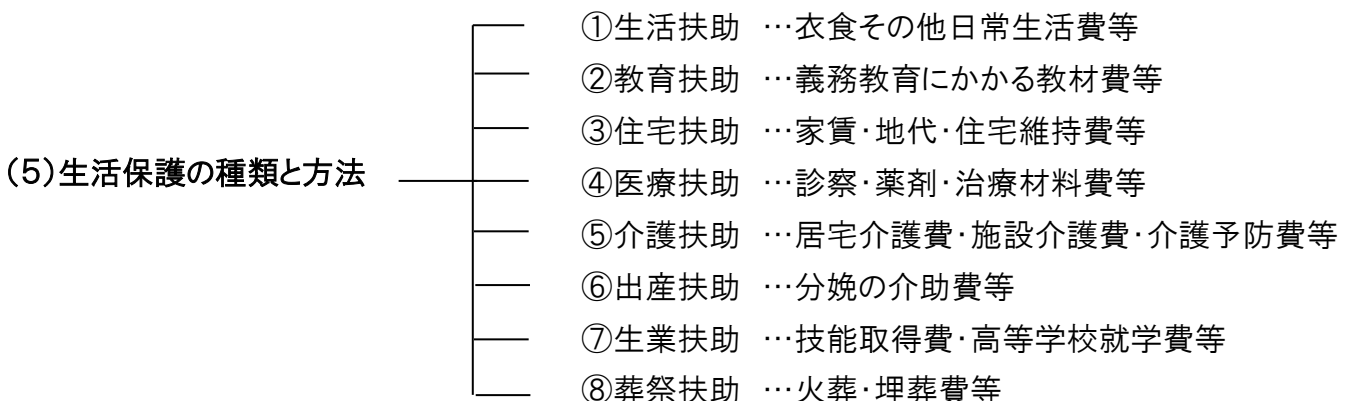 (5)生活保護の種類と方法
①生活扶助 …衣食その他日常生活費等
②教育扶助 …義務教育にかかる教材費等
③住宅扶助 …家賃・地代・住宅維持費等
④医療扶助 …診察・薬剤・治療材料費等
⑤介護扶助 …居宅介護費・施設介護費・介護予防費等
⑥出産扶助 …分娩の介助費等
⑦生業扶助 …技能取得費・高等学校就学費等
⑧葬祭扶助 …火葬・埋葬費等